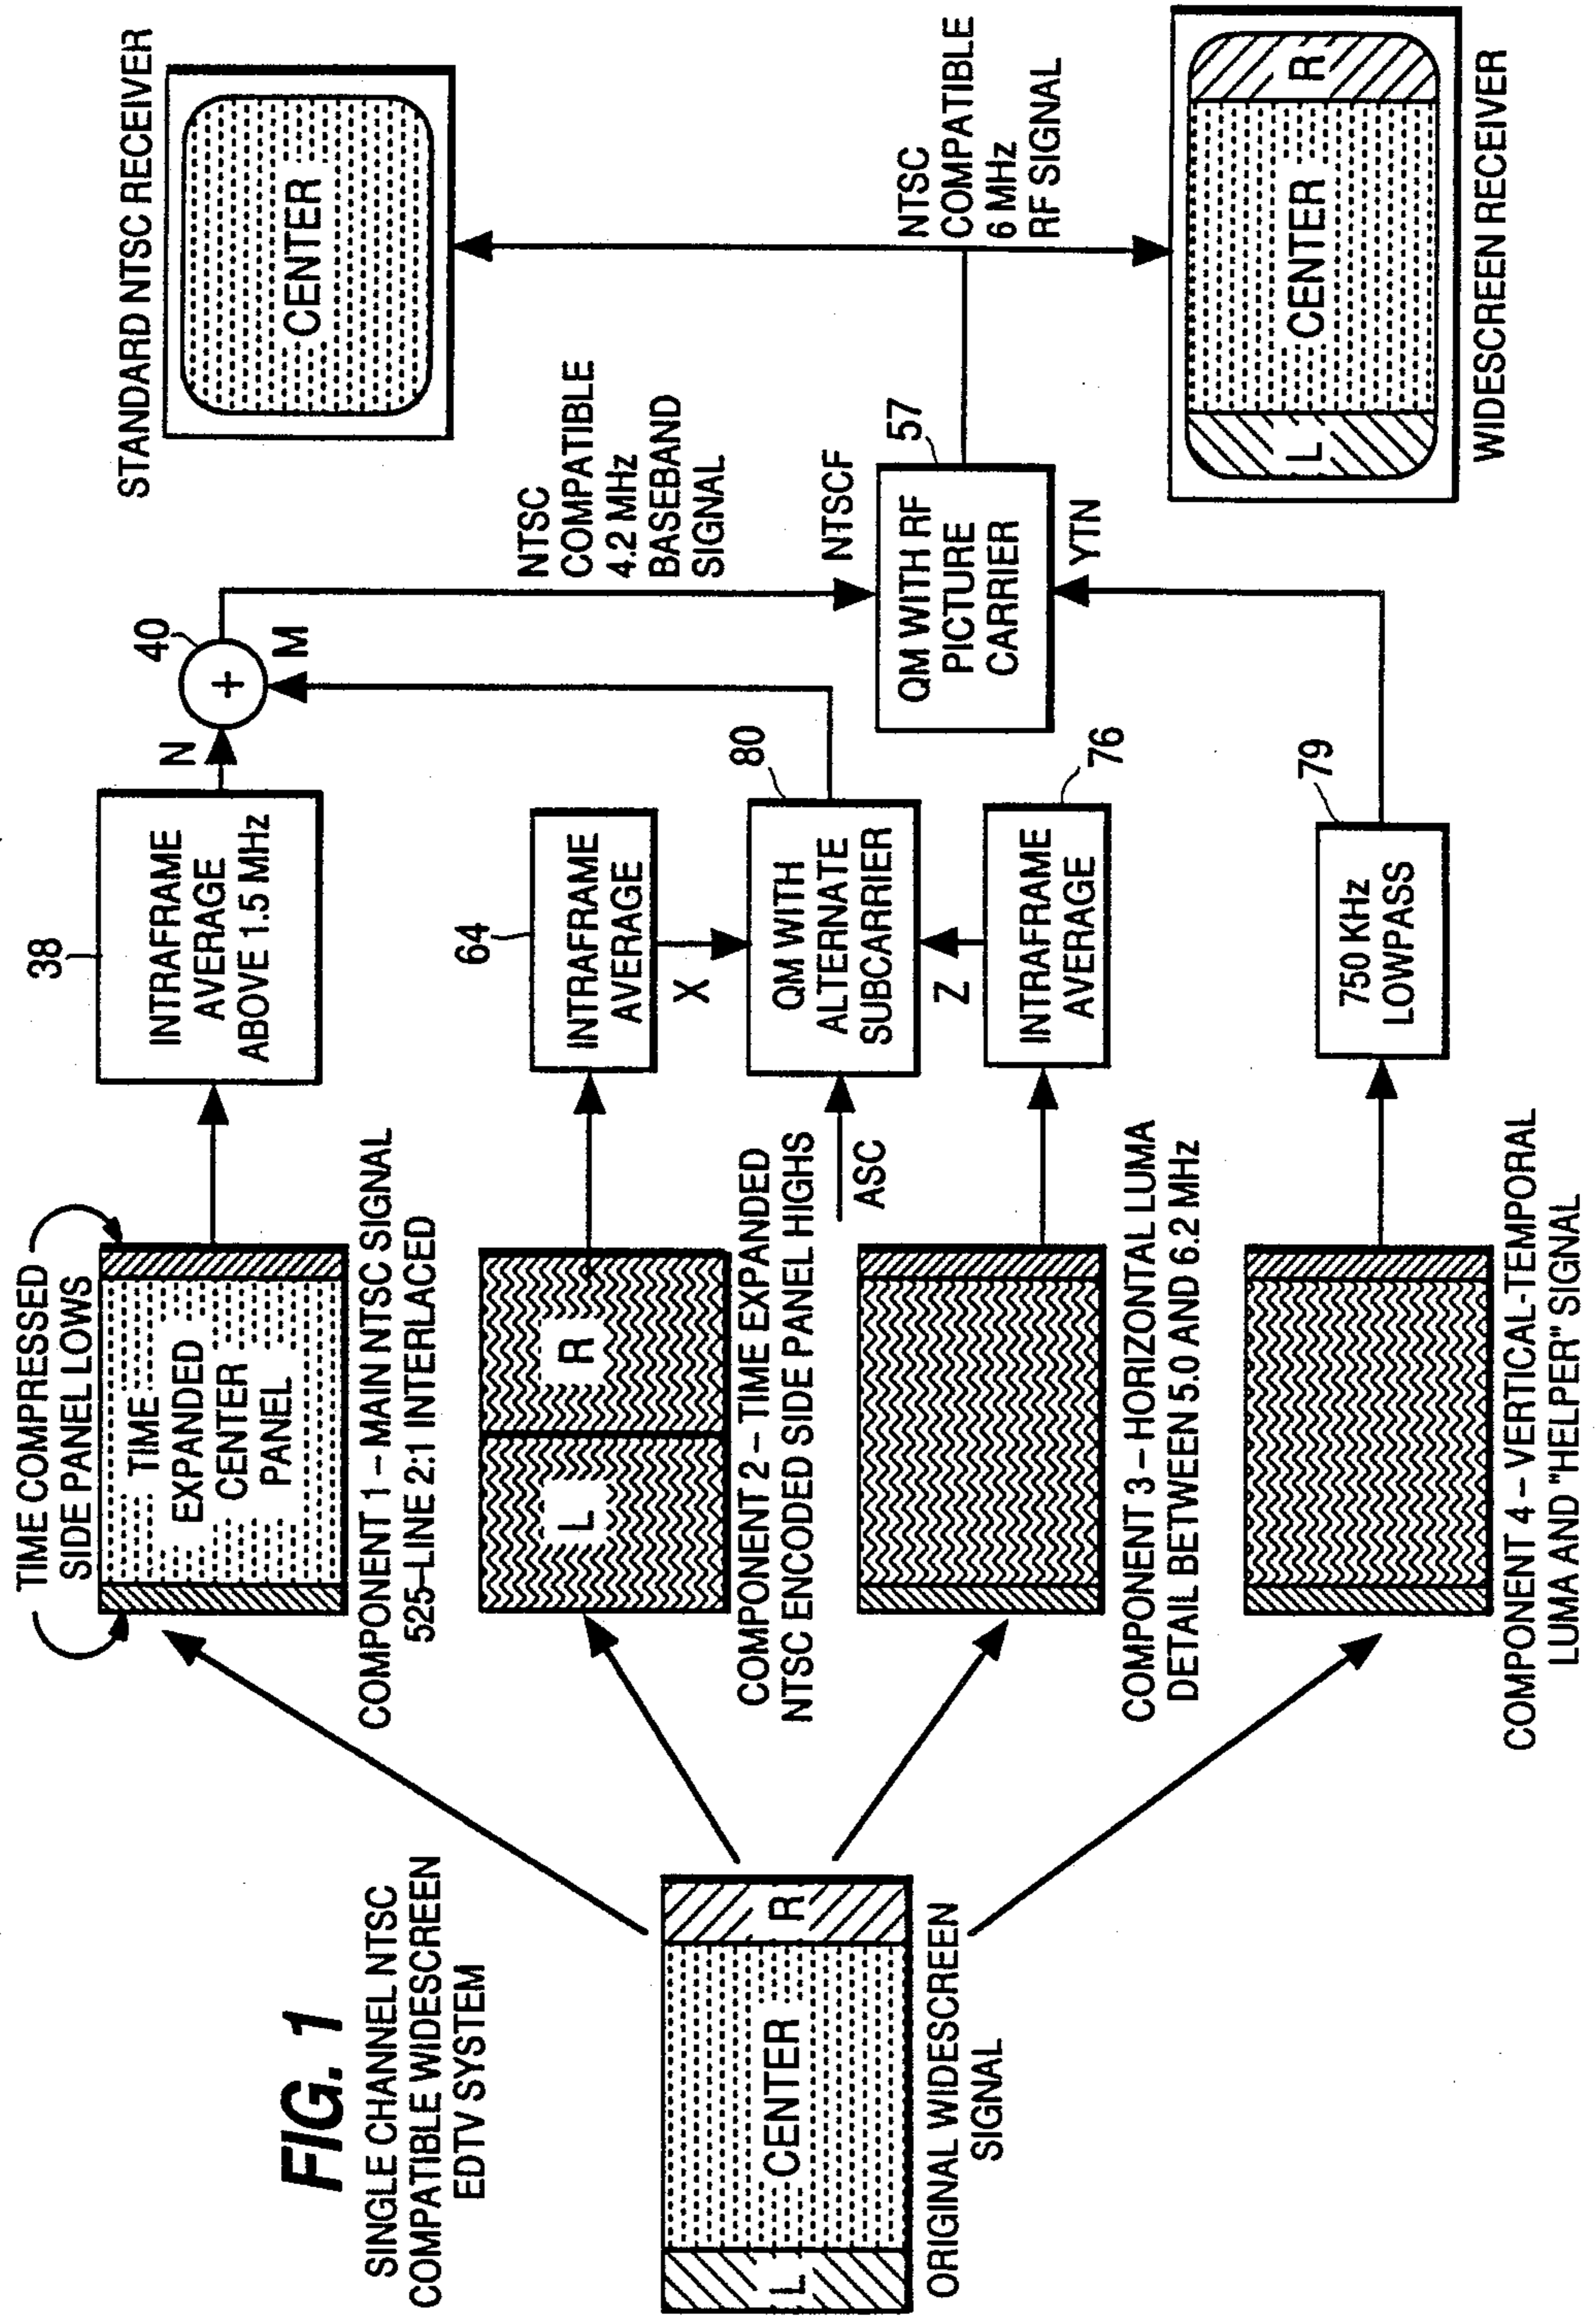 FIG. 1
SINGLE CHANNEL NTSC
COMPATIBLE WIDESCREEN
EDTV SYSTEM
L
CENTER
R
ORIGINAL WIDESCREEN
SIGNAL
TIME COMPRESSED
SIDE PANEL LOWS
TIME
EXPANDED
CENTER
PANEL
COMPONENT 1 – MAIN NTSC SIGNAL
525–LINE 2:1 INTERLACED
L
R
COMPONENT 2 – TIME EXPANDED
NTSC ENCODED SIDE PANEL HIGHS
COMPONENT 3 – HORIZONTAL LUMA
DETAIL BETWEEN 5.0 AND 6.2 MHz
COMPONENT 4 – VERTICAL-TEMPORAL
LUMA AND "HELPER" SIGNAL
38
INTRAFRAME
AVERAGE
ABOVE 1.5 MHz
N
40
+
M
64
INTRAFRAME
AVERAGE
X
80
QM WITH
ALTERNATE
SUBCARRIER
ASC
Z
76
INTRAFRAME
AVERAGE
79
750 KHz
LOWPASS
NTSC
COMPATIBLE
4.2 MHz
BASEBAND
SIGNAL
NTSCF
57
QM WITH RF
PICTURE
CARRIER
YTN
STANDARD NTSC RECEIVER
CENTER
NTSC
COMPATIBLE
6 MHz
RF SIGNAL
L
CENTER
R
WIDESCREEN RECEIVER